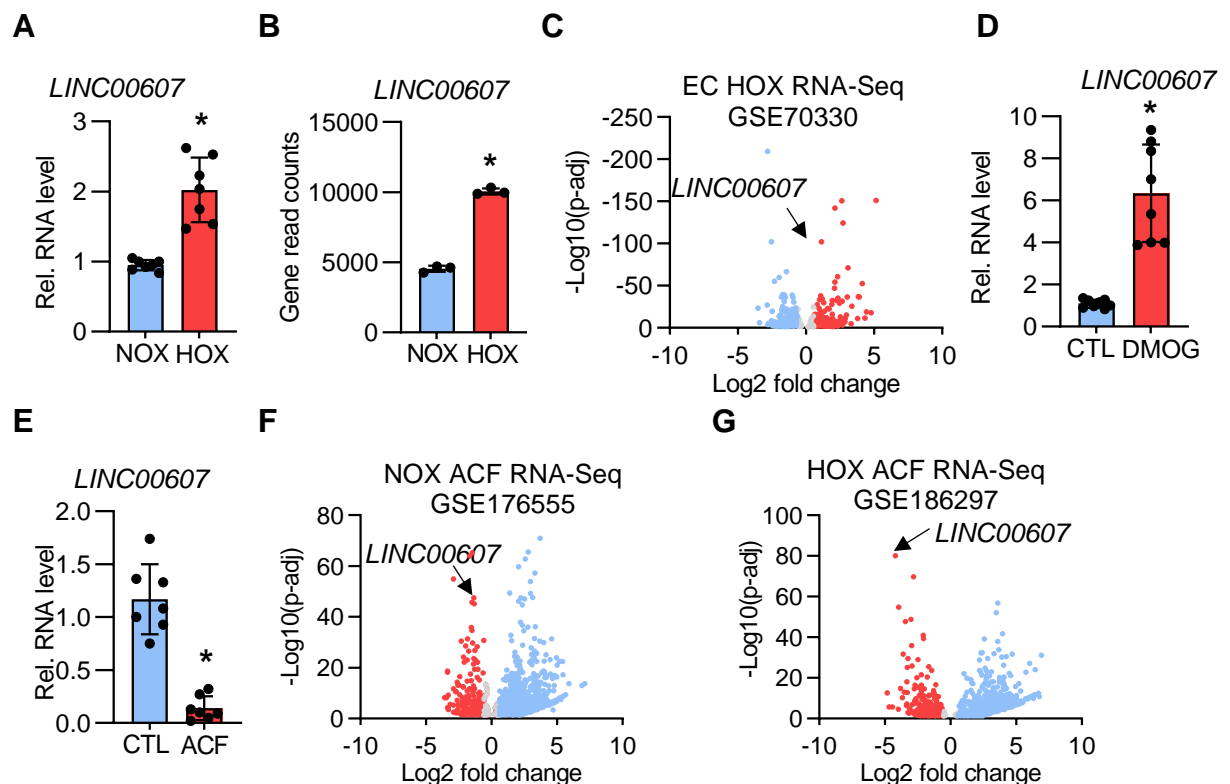 A
LINC00607
Rel. RNA level
3
2
1
0
*
NOX HOX
B
LINC00607
Gene read counts
15000
10000
5000
0
*
NOX HOX
C
EC HOX RNA-Seq
GSE70330
-Log10(p-adj)
-250
-200
-150
-100
-50
0
LINC00607
-10 -5 0 5 10
Log2 fold change
D
LINC00607
Rel. RNA level
10
8
6
4
2
0
*
CTL DMOG
E
LINC00607
Rel. RNA level
2.0
1.5
1.0
0.5
0.0
*
CTL ACF
F
NOX ACF RNA-Seq
GSE176555
-Log10(p-adj)
80
60
40
20
0
LINC00607
-10 -5 0 5 10
Log2 fold change
G
HOX ACF RNA-Seq
GSE186297
-Log10(p-adj)
100
80
60
40
20
0
LINC00607
-10 -5 0 5 10
Log2 fold change